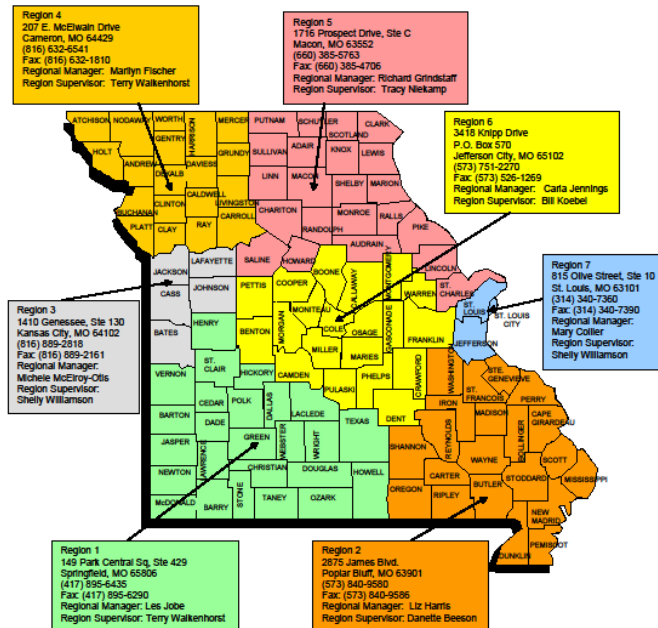 Region 4
207 E. McElwain Drive
Cameron, MO 64429
(816) 632-6541
Fax: (816) 632-1810
Regional Manager: Marilyn Fischer
Region Supervisor: Terry Walkenhorst
Region 5
1716 Prospect Drive, Ste C
Macon, MO 63552
(660) 385-5763
Fax: (660) 385-4706
Regional Manager: Richard Grindstaff
Region Supervisor: Tracy Niekamp
Region 6
3418 Knipp Drive
P.O. Box 570
Jefferson City, MO 65102
(573) 751-2270
Fax: (573) 526-1269
Regional Manager: Carla Jennings
Region Supervisor: Bill Koebel
Region 7
815 Olive Street, Ste 10
St. Louis, MO 63101
(314) 340-7360
Fax: (314) 340-7390
Regional Manager:
Mary Collier
Region Supervisor:
Shelly Williamson
Region 3
1410 Genessee, Ste 130
Kansas City, MO 64102
(816) 889-2818
Fax: (816) 889-2161
Regional Manager:
Michele McElroy-Otis
Region Supervisor:
Shelly Williamson
Region 1
149 Park Central Sq, Ste 429
Springfield, MO 65806
(417) 895-6435
Fax: (417) 895-6290
Regional Manager: Les Jobe
Region Supervisor: Terry Walkenhorst
Region 2
2875 James Blvd.
Poplar Bluff, MO 63901
(573) 840-9580
Fax: (573) 840-9586
Regional Manager: Liz Harris
Region Supervisor: Danette Beeson
ATCHISON
NODAWAY
WORTH
GENTRY
HARRISON
MERCER
HOLT
ANDREW
DEKALB
DAVIESS
GRUNDY
BUCHANAN
CLINTON
CALDWELL
LIVINGSTON
PLATT
CLAY
RAY
CARROLL
PUTNAM
SCHUYLER
SCOTLAND
CLARK
SULLIVAN
ADAIR
KNOX
LEWIS
LINN
MACON
SHELBY
MARION
CHARITON
RANDOLPH
MONROE
RALLS
PIKE
AUDRAIN
SALINE
HOWARD
LINCOLN
ST.
CHARLES
JACKSON
LAFAYETTE
CASS
JOHNSON
BATES
PETTIS
COOPER
BOONE
CALLAWAY
MONTGOMERY
WARREN
MONITEAU
COLE
OSAGE
GASCONADE
FRANKLIN
BENTON
MORGAN
MILLER
MARIES
HICKORY
CAMDEN
PULASKI
PHELPS
CRAWFORD
DENT
ST.
LOUIS
ST. LOUIS
CITY
JEFFERSON
HENRY
ST.
CLAIR
VERNON
CEDAR
POLK
DALLAS
LACLEDE
BARTON
DADE
GREEN
WEBSTER
WRIGHT
TEXAS
JASPER
LAWRENCE
CHRISTIAN
DOUGLAS
HOWELL
NEWTON
STONE
McDONALD
BARRY
TANEY
OZARK
WASHINGTON
STE.
GENEVIEVE
ST.
FRANCOIS
PERRY
IRON
MADISON
CAPE
GIRARDEAU
BOLLINGER
SHANNON
REYNOLDS
WAYNE
SCOTT
MISSISSIPPI
STODDARD
CARTER
BUTLER
OREGON
RIPLEY
NEW
MADRID
PEMISCOT
DUNKLIN